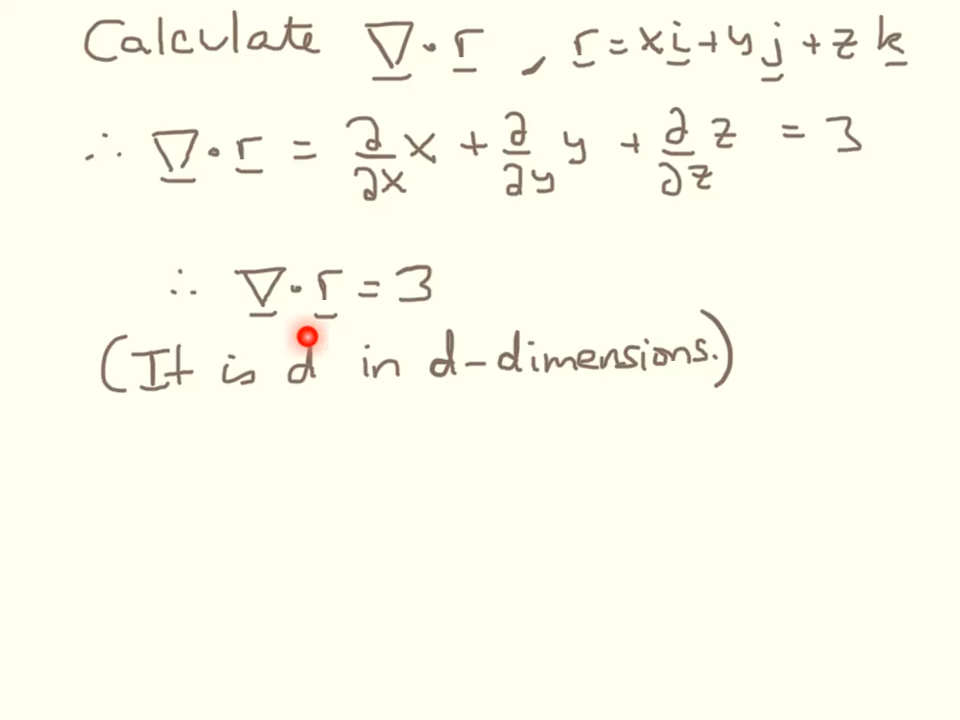 Calculate ∇·r, r=xi+yj+zk
∴ ∇·r = ∂/∂x x + ∂/∂y y + ∂/∂z z = 3
∴ ∇·r = 3
(It is d in d-dimensions.)